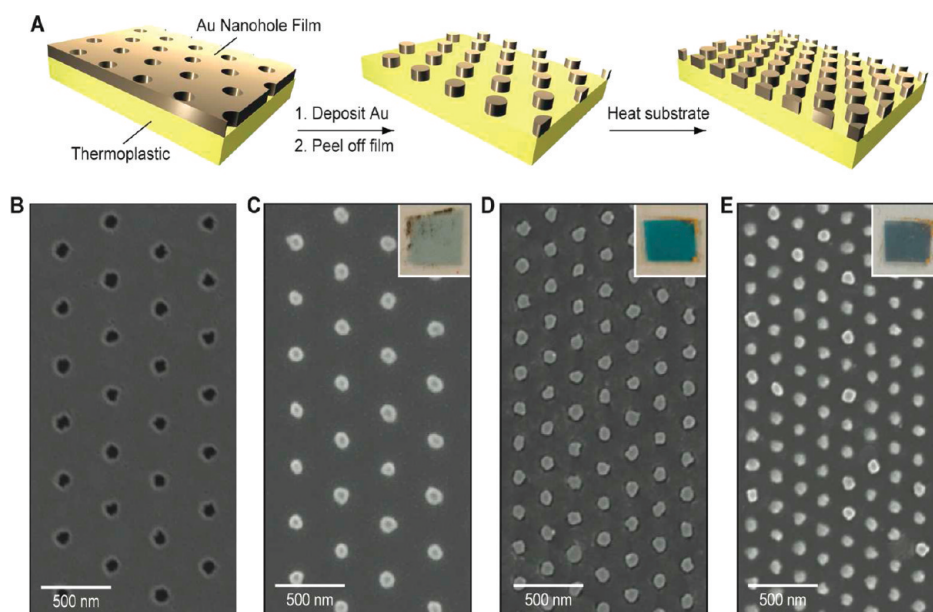 A
Au Nanohole Film
Thermoplastic
1. Deposit Au
2. Peel off film
Heat substrate
B
C
D
E
500 nm
500 nm
500 nm
500 nm